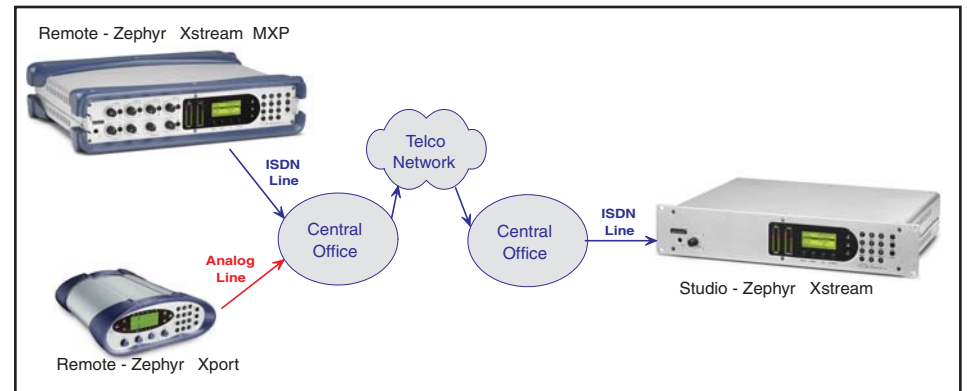 Remote - Zephyr Xstream MXP
ISDN
Line
Telco
Network
Central
Office
Central
Office
ISDN
Line
Analog
Line
Studio - Zephyr Xstream
Remote - Zephyr Xport